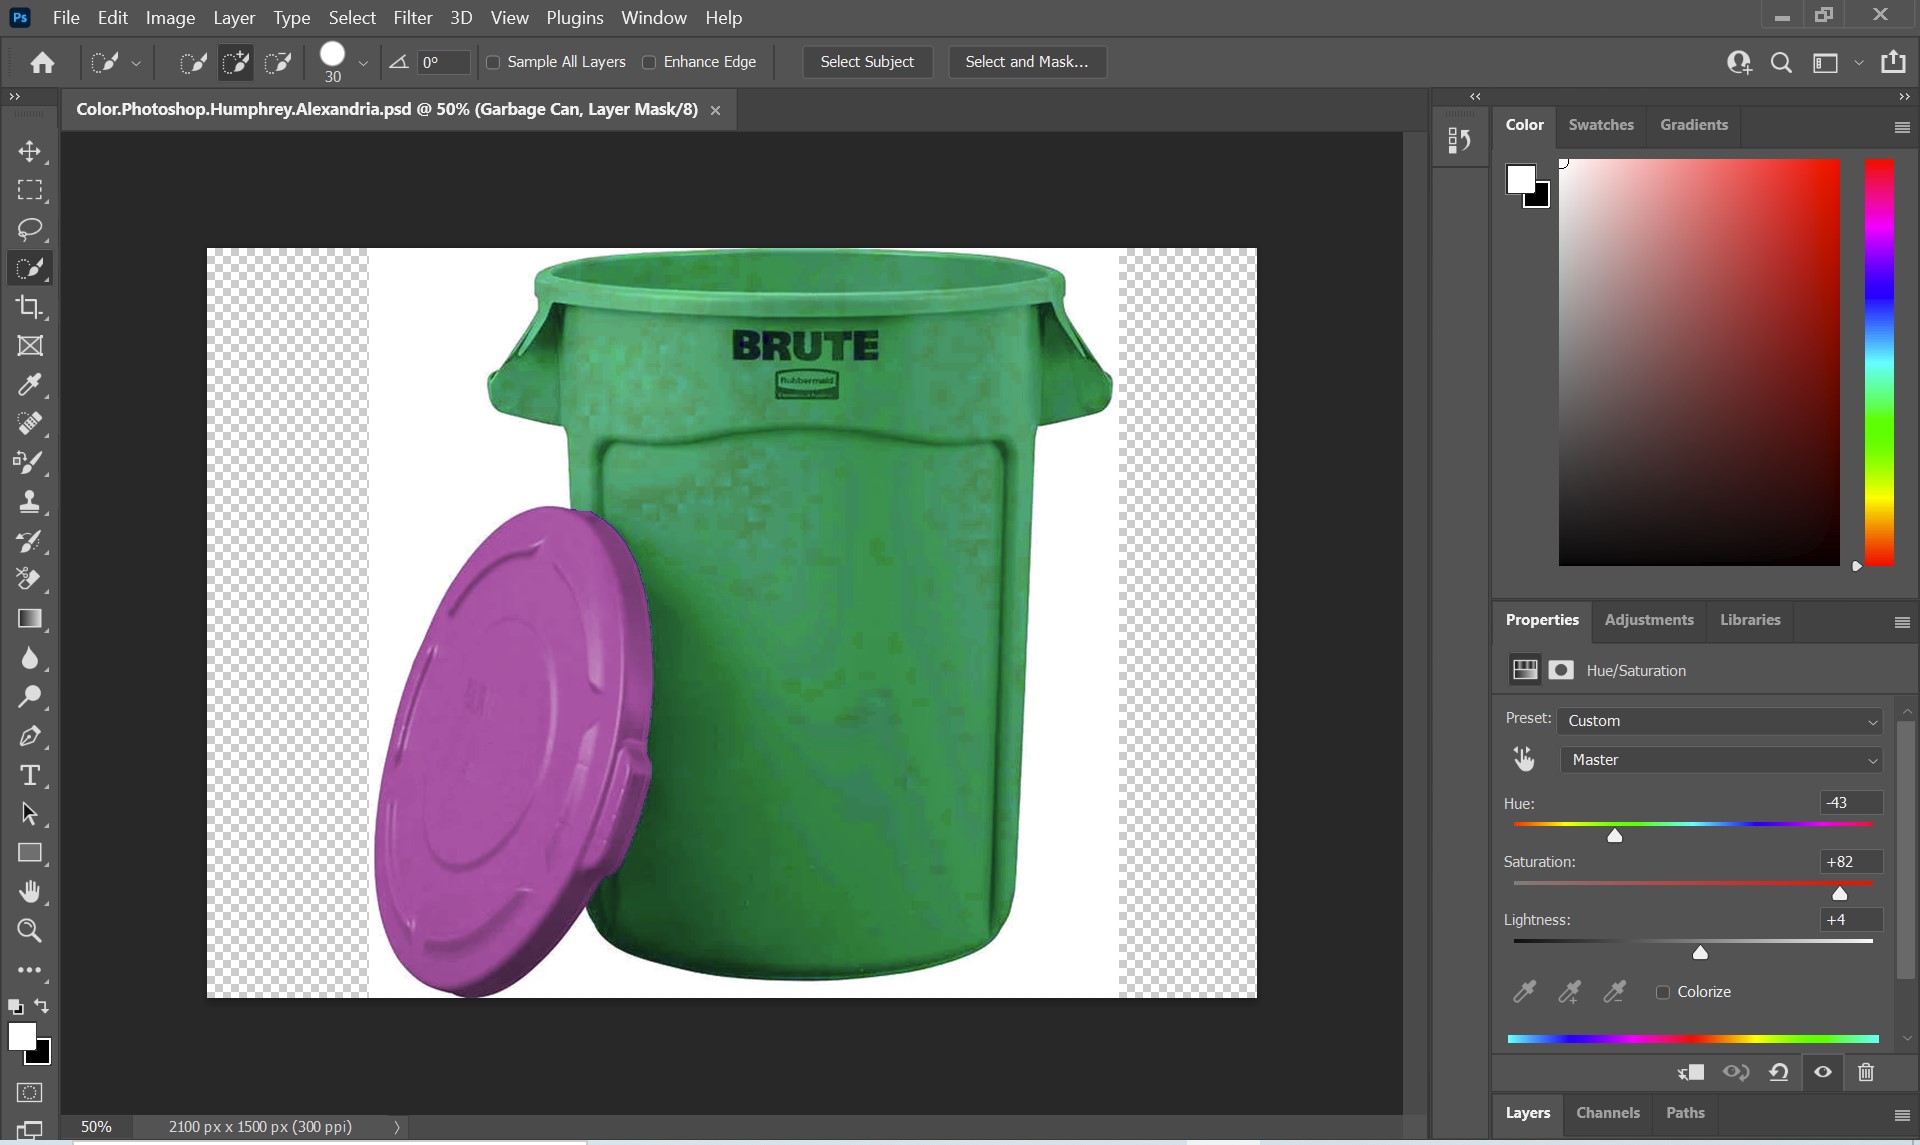 Ps File Edit Image Layer Type Select Filter 3D View Plugins Window Help
30 0° Sample All Layers Enhance Edge Select Subject Select and Mask...
Color.Photoshop.Humphrey.Alexandria.psd @ 50% (Garbage Can, Layer Mask/8) ×
Color Swatches Gradients
BRUTE
Rubbermaid
Properties Adjustments Libraries
Hue/Saturation
Preset: Custom
Master
Hue: -43
Saturation: +82
Lightness: +4
Colorize
Layers Channels Paths
50% 2100 px x 1500 px (300 ppi)